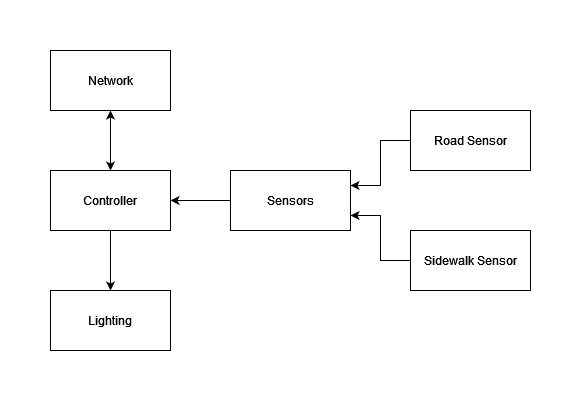 Network
Road Sensor
Controller
Sensors
Sidewalk Sensor
Lighting